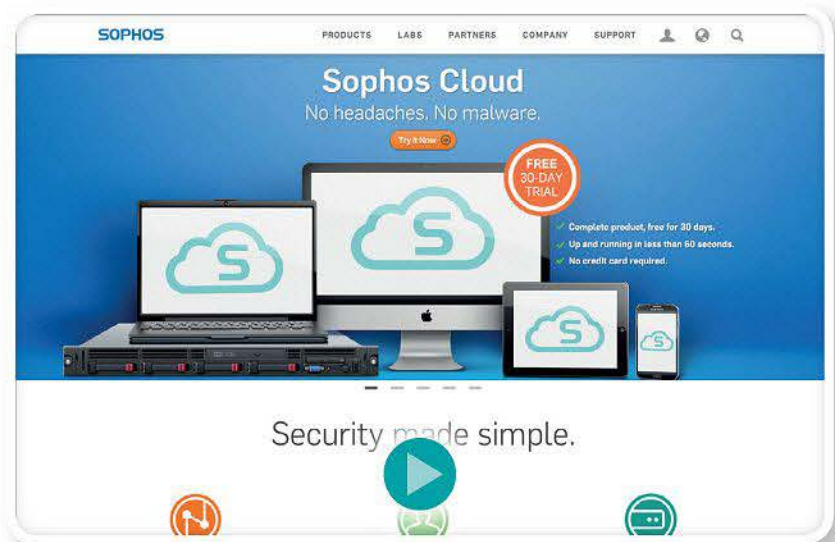 SOPHOS
PRODUCTS LABS PARTNERS COMPANY SUPPORT
Sophos Cloud
No headaches. No malware.
Try It Now
FREE
30-DAY
TRIAL
Complete product, free for 30 days.
Up and running in less than 60 seconds.
No credit card required.
S
S
S
S
Security made simple.